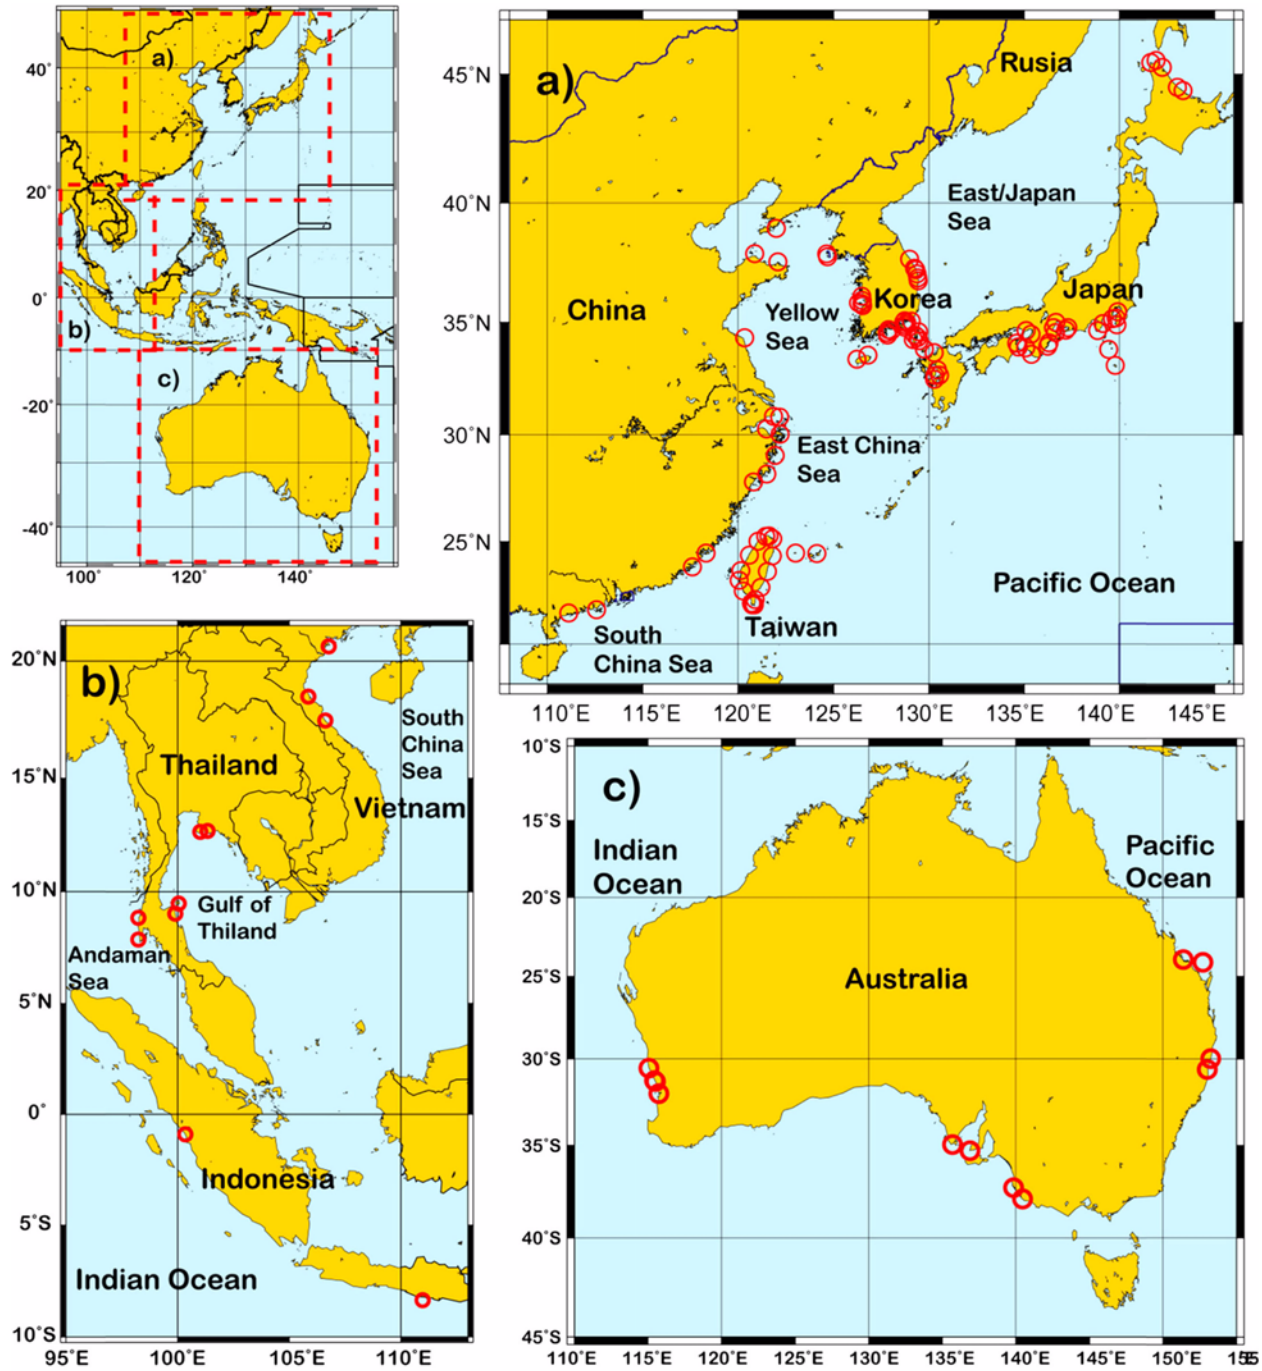 a)
b)
c)
40˚
20˚
0˚
-20˚
-40˚
100˚ 120˚ 140˚
a)
Rusia
East/Japan
Sea
China
Yellow
Sea
Korea
Japan
East China
Sea
Pacific Ocean
Taiwan
South
China Sea
45˚N
40˚N
35˚N
30˚N
25˚N
110˚E 115˚E 120˚E 125˚E 130˚E 135˚E 140˚E 145˚E
b)
South
China
Sea
Thailand
Vietnam
Gulf of
Thiland
Andaman
Sea
Indonesia
Indian Ocean
20˚N
15˚N
10˚N
5˚N
0˚
5˚S
10˚S
95˚E 100˚E 105˚E 110˚E
c)
Indian
Ocean
Pacific
Ocean
Australia
10˚S
15˚S
20˚S
25˚S
30˚S
35˚S
40˚S
45˚S
110˚E 115˚E 120˚E 125˚E 130˚E 135˚E 140˚E 145˚E 150˚E